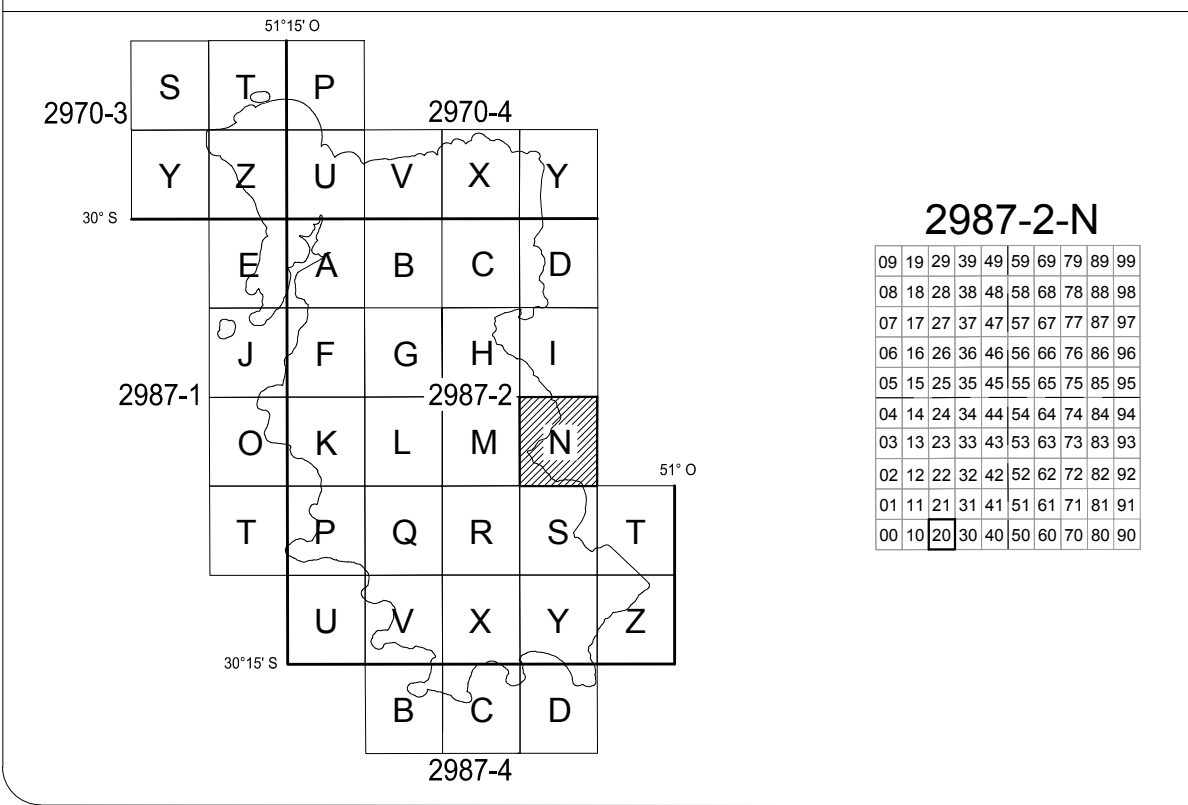 51°15' O
S T P
2970-3
2970-4
Y Z U V X Y
30° S
E A B C D
J F G H I
2987-1
2987-2
O K L M N
51° O
T P Q R S T
U V X Y Z
30°15' S
B C D
2987-4
2987-2-N
09 19 29 39 49 59 69 79 89 99
08 18 28 38 48 58 68 78 88 98
07 17 27 37 47 57 67 77 87 97
06 16 26 36 46 56 66 76 86 96
05 15 25 35 45 55 65 75 85 95
04 14 24 34 44 54 64 74 84 94
03 13 23 33 43 53 63 73 83 93
02 12 22 32 42 52 62 72 82 92
01 11 21 31 41 51 61 71 81 91
00 10 20 30 40 50 60 70 80 90